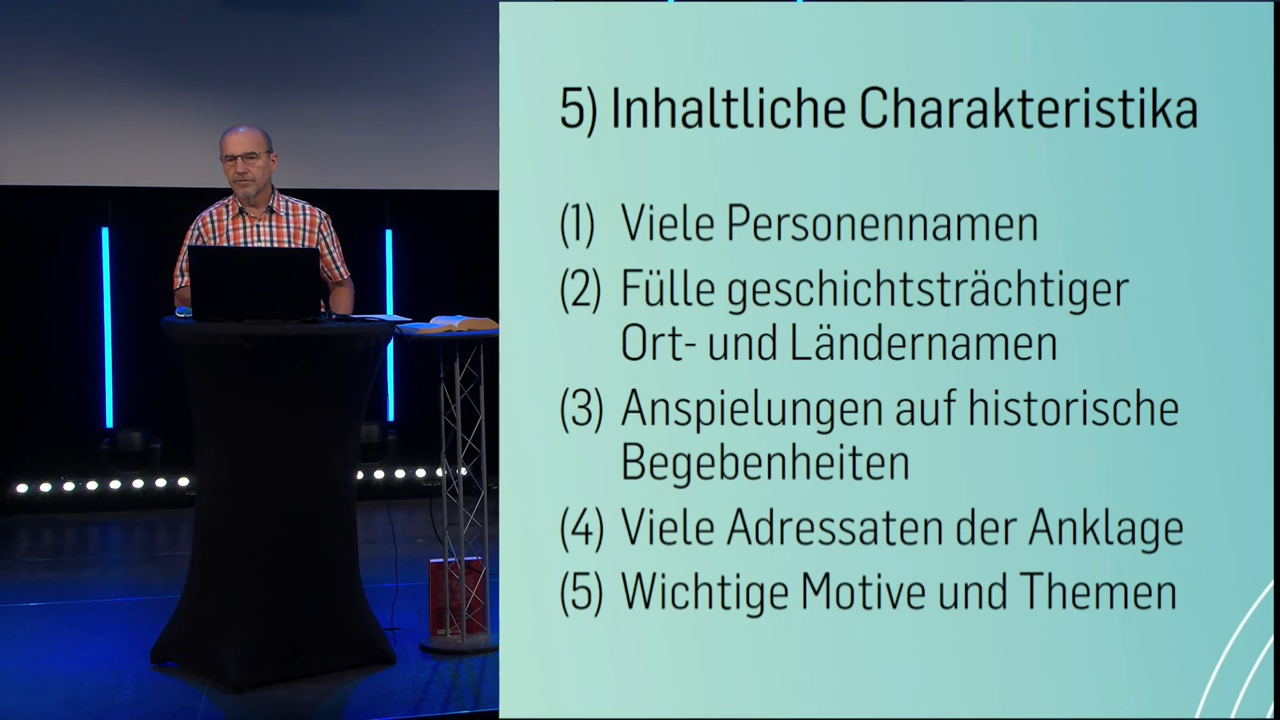 5) Inhaltliche Charakteristika
(1) Viele Personennamen
(2) Fülle geschichtsträchtiger
Ort- und Ländernamen
(3) Anspielungen auf historische
Begebenheiten
(4) Viele Adressaten der Anklage
(5) Wichtige Motive und Themen